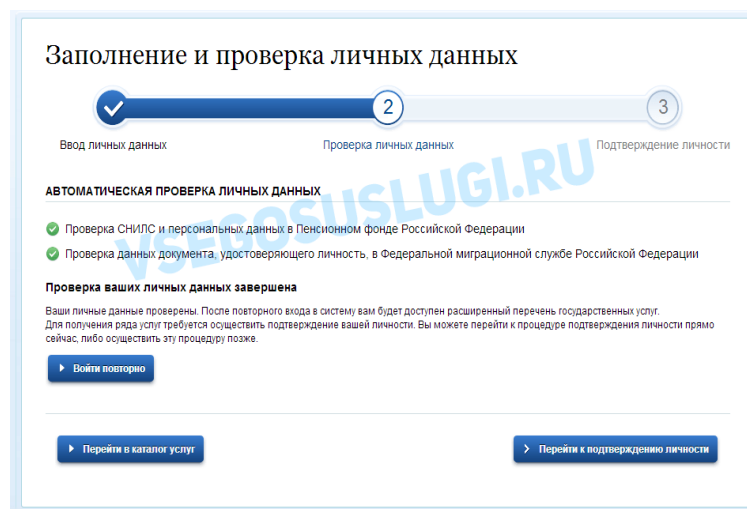 Заполнение и проверка личных данных
2
3
Ввод личных данных
Проверка личных данных
Подтверждение личности
VSEGOSUSLUGI.RU
АВТОМАТИЧЕСКАЯ ПРОВЕРКА ЛИЧНЫХ ДАННЫХ
Проверка СНИЛС и персональных данных в Пенсионном фонде Российской Федерации
Проверка данных документа, удостоверяющего личность, в Федеральной миграционной службе Российской Федерации
Проверка ваших личных данных завершена
Ваши личные данные проверены. После повторного входа в систему вам будет доступен расширенный перечень государственных услуг.
Для получения ряда услуг требуется осуществить подтверждение вашей личности. Вы можете перейти к процедуре подтверждения личности прямо
сейчас, либо осуществить эту процедуру позже.
Войти повторно
Перейти в каталог услуг
Перейти к подтверждению личности